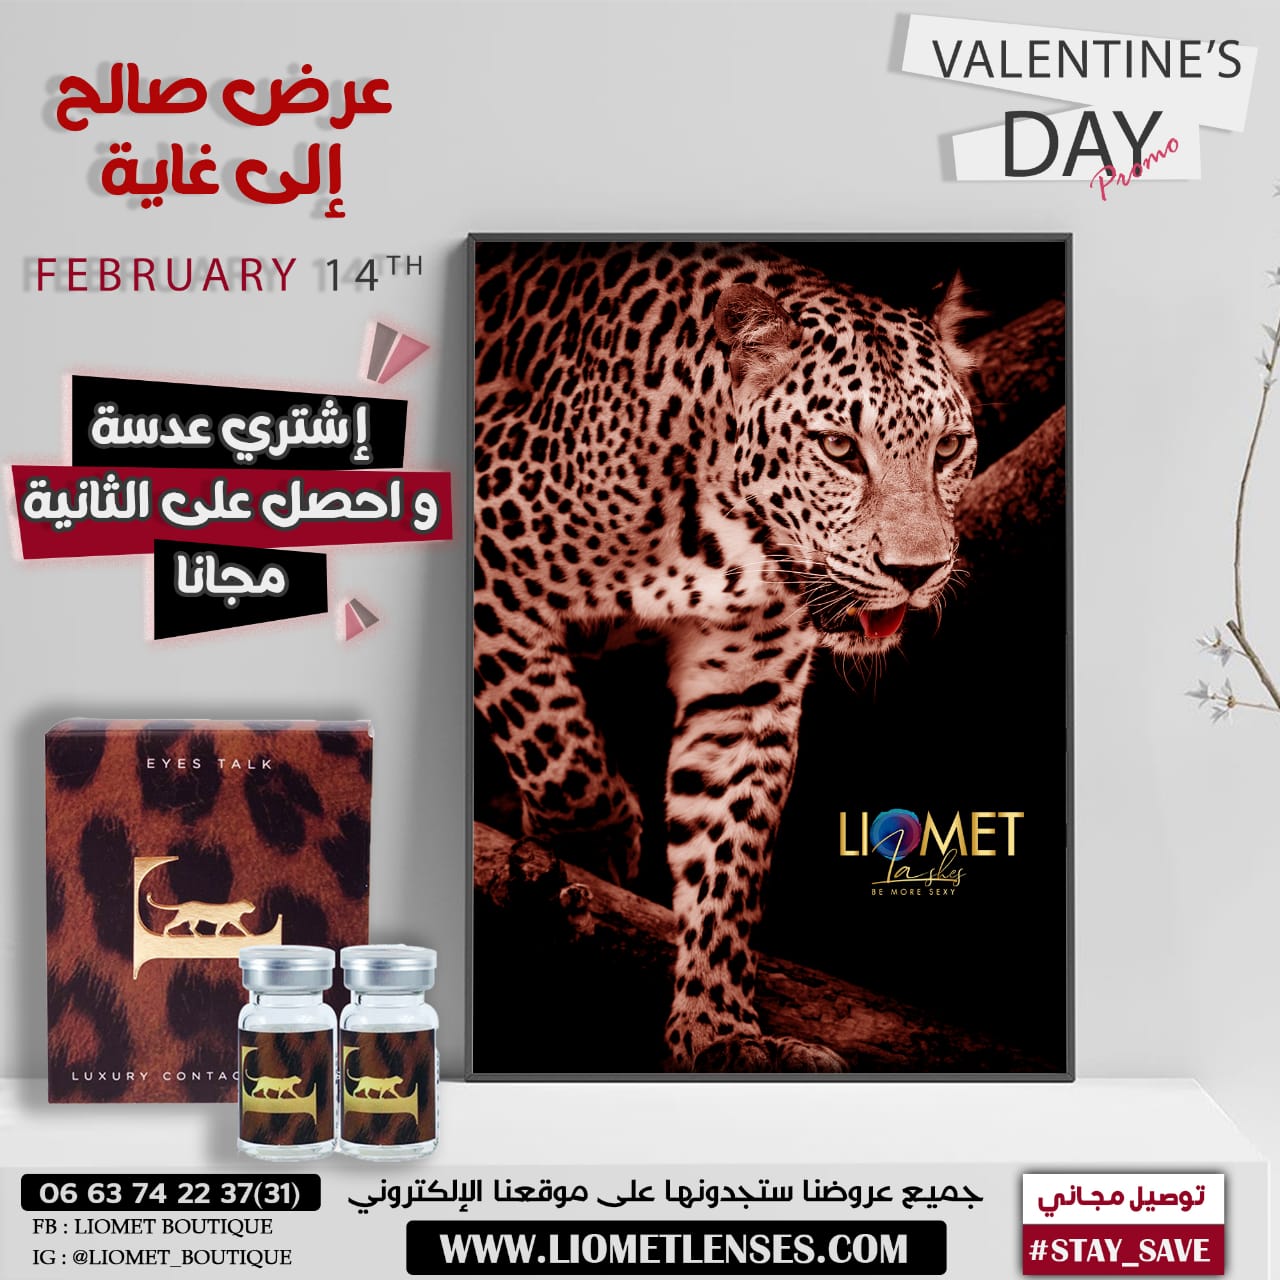 عرض صالح
إلى غاية
FEBRUARY 14TH
VALENTINE'S
DAY
Promo
إشتري عدسة
و احصل على الثانية
مجانا
EYES TALK
LUXURY CONTAC
LIOMET
Lashes
BE MORE SEXY
06 63 74 22 37(31)
FB : LIOMET BOUTIQUE
IG : @LIOMET_BOUTIQUE
جميع عروضنا ستجدونها على موقعنا الإلكتروني
WWW.LIOMETLENSES.COM
توصيل مجاني
#STAY_SAVE